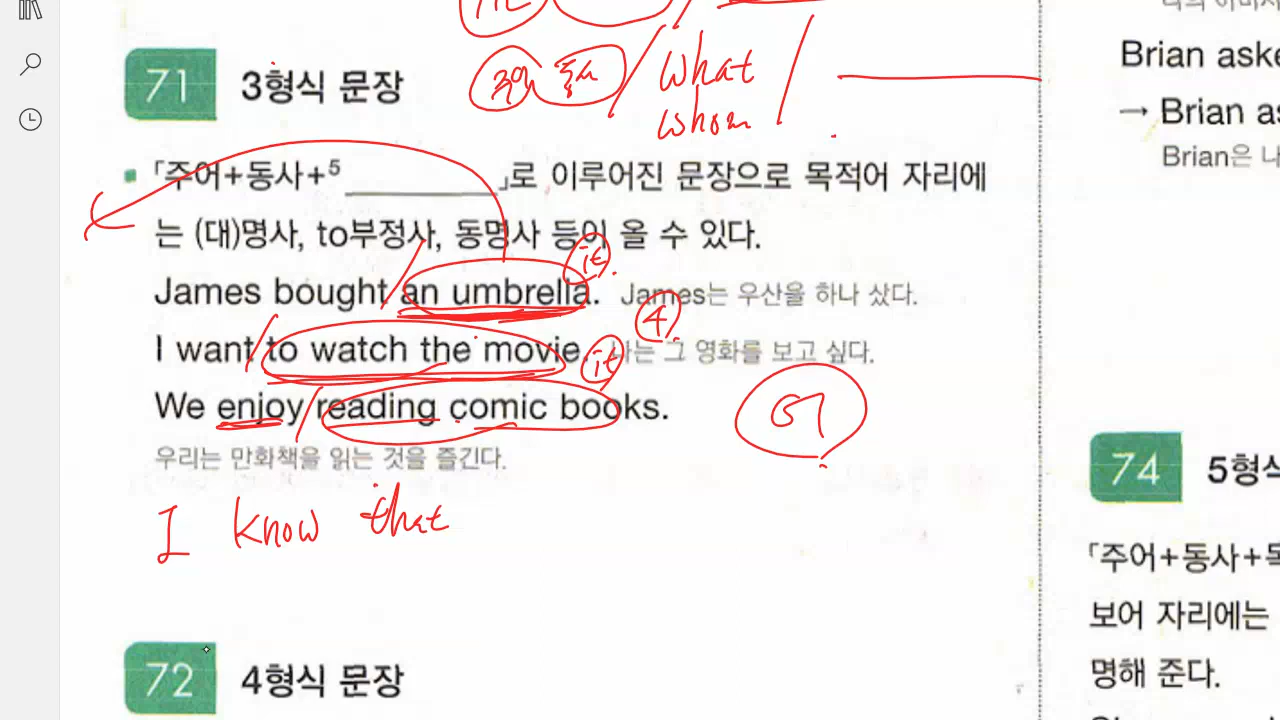 주어 동사 / what /
whom
71 3형식 문장
「주어+동사+⁵ ________」로 이루어진 문장으로 목적어 자리에
는 (대)명사, to부정사, 동명사 등이 올 수 있다.
it
James bought / an umbrella. James는 우산을 하나 샀다.
4
I want / to watch the movie. 나는 그 영화를 보고 싶다.
it
We enjoy / reading comic books.
우리는 만화책을 읽는 것을 즐긴다.
I know that
72 4형식 문장
Brian aske
→ Brian as
Brian은 나
74 5형식
「주어+동사+목
보어 자리에는
명해 준다.